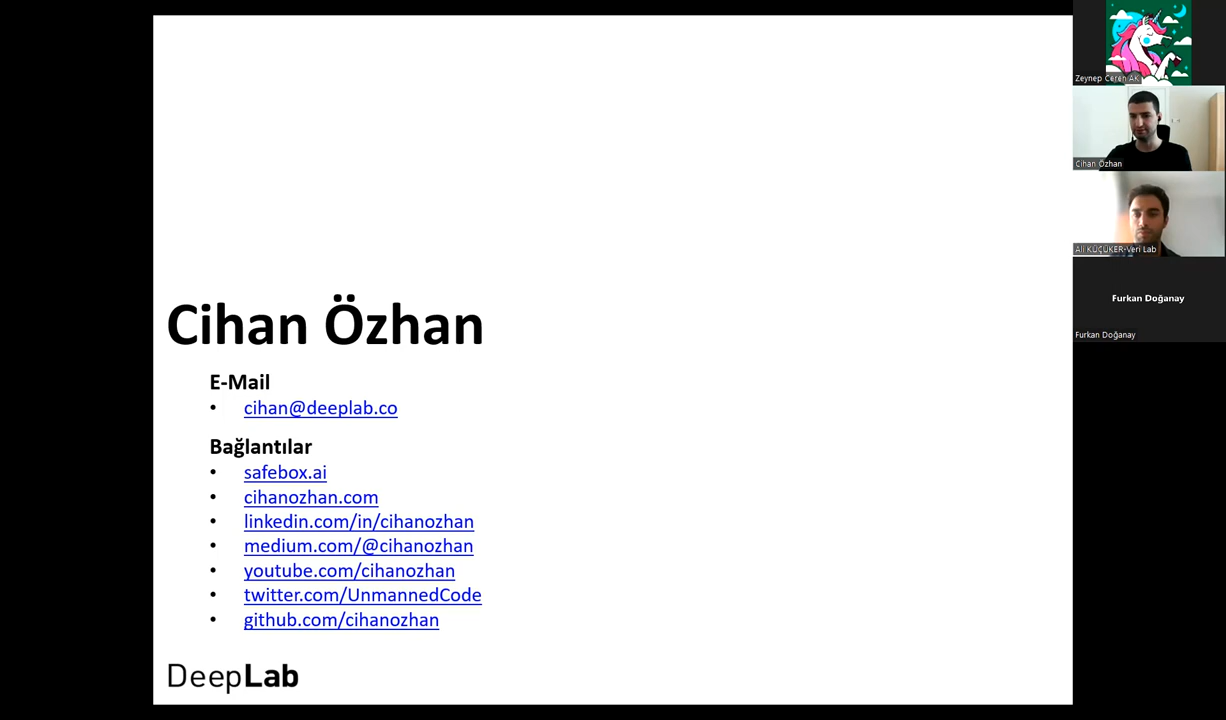 Cihan Özhan
E-Mail
• cihan@deeplab.co
Bağlantılar
• safebox.ai
• cihanozhan.com
• linkedin.com/in/cihanozhan
• medium.com/@cihanozhan
• youtube.com/cihanozhan
• twitter.com/UnmannedCode
• github.com/cihanozhan
DeepLab
Zeynep Ceren AK
Cihan Özhan
Ali KÜÇÜKER-Veri Lab
Furkan Doğanay
Furkan Doğanay